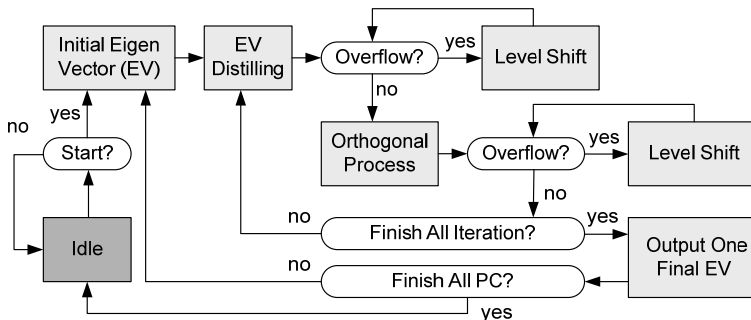 Initial Eigen
Vector (EV)
EV
Distilling
Overflow?
yes
Level Shift
no
yes
no
Start?
Orthogonal
Process
Overflow?
yes
Level Shift
no
Idle
no
Finish All Iteration?
yes
Output One
Final EV
no
Finish All PC?
yes